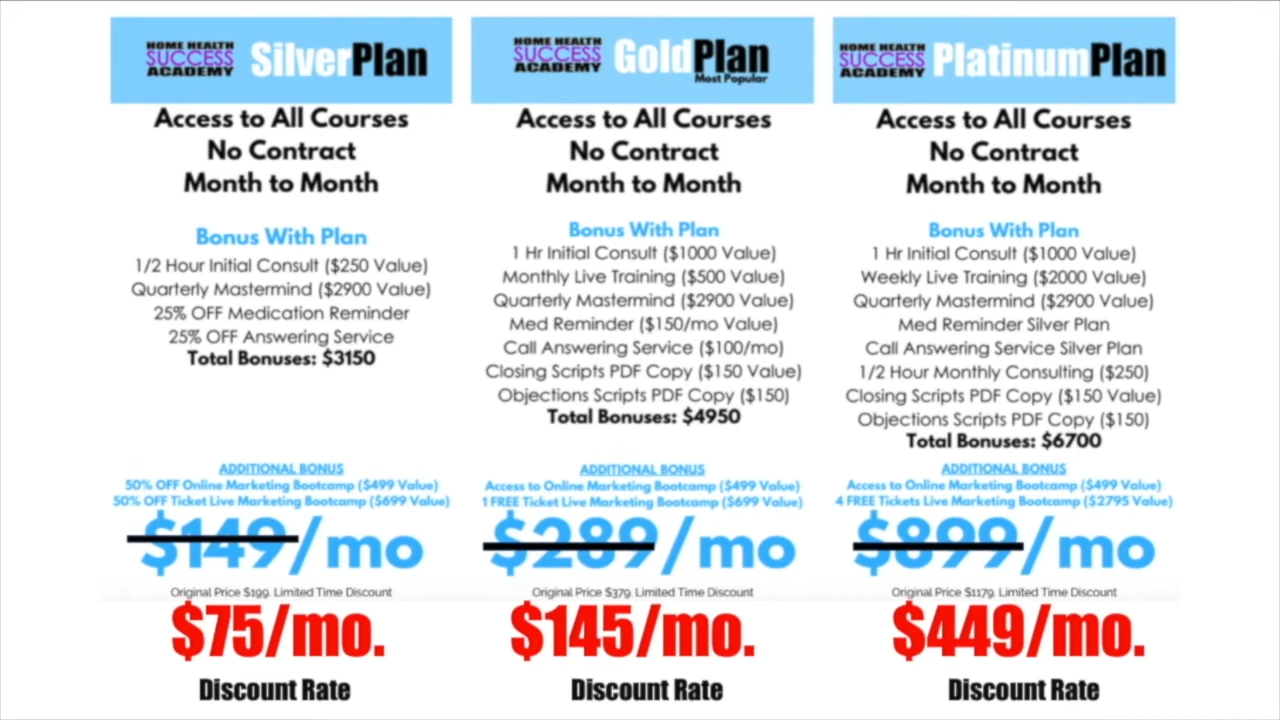 HOME HEALTH
SUCCESS
ACADEMY
SilverPlan
Access to All Courses
No Contract
Month to Month
Bonus With Plan
1/2 Hour Initial Consult ($250 Value)
Quarterly Mastermind ($2900 Value)
25% OFF Medication Reminder
25% OFF Answering Service
Total Bonuses: $3150
ADDITIONAL BONUS
50% OFF Online Marketing Bootcamp ($499 Value)
50% OFF Ticket Live Marketing Bootcamp ($699 Value)
$149/mo
Original Price $199. Limited Time Discount
$75/mo.
Discount Rate
HOME HEALTH
SUCCESS
ACADEMY
GoldPlan
Most Popular
Access to All Courses
No Contract
Month to Month
Bonus With Plan
1 Hr Initial Consult ($1000 Value)
Monthly Live Training ($500 Value)
Quarterly Mastermind ($2900 Value)
Med Reminder ($150/mo Value)
Call Answering Service ($100/mo)
Closing Scripts PDF Copy ($150 Value)
Objections Scripts PDF Copy ($150)
Total Bonuses: $4950
ADDITIONAL BONUS
Access to Online Marketing Bootcamp ($499 Value)
1 FREE Ticket Live Marketing Bootcamp ($699 Value)
$289/mo
Original Price $379. Limited Time Discount
$145/mo.
Discount Rate
HOME HEALTH
SUCCESS
ACADEMY
PlatinumPlan
Access to All Courses
No Contract
Month to Month
Bonus With Plan
1 Hr Initial Consult ($1000 Value)
Weekly Live Training ($2000 Value)
Quarterly Mastermind ($2900 Value)
Med Reminder Silver Plan
Call Answering Service Silver Plan
1/2 Hour Monthly Consulting ($250)
Closing Scripts PDF Copy ($150 Value)
Objections Scripts PDF Copy ($150)
Total Bonuses: $6700
ADDITIONAL BONUS
Access to Online Marketing Bootcamp ($499 Value)
4 FREE Tickets Live Marketing Bootcamp ($2795 Value)
$899/mo
Original Price $1179. Limited Time Discount
$449/mo.
Discount Rate